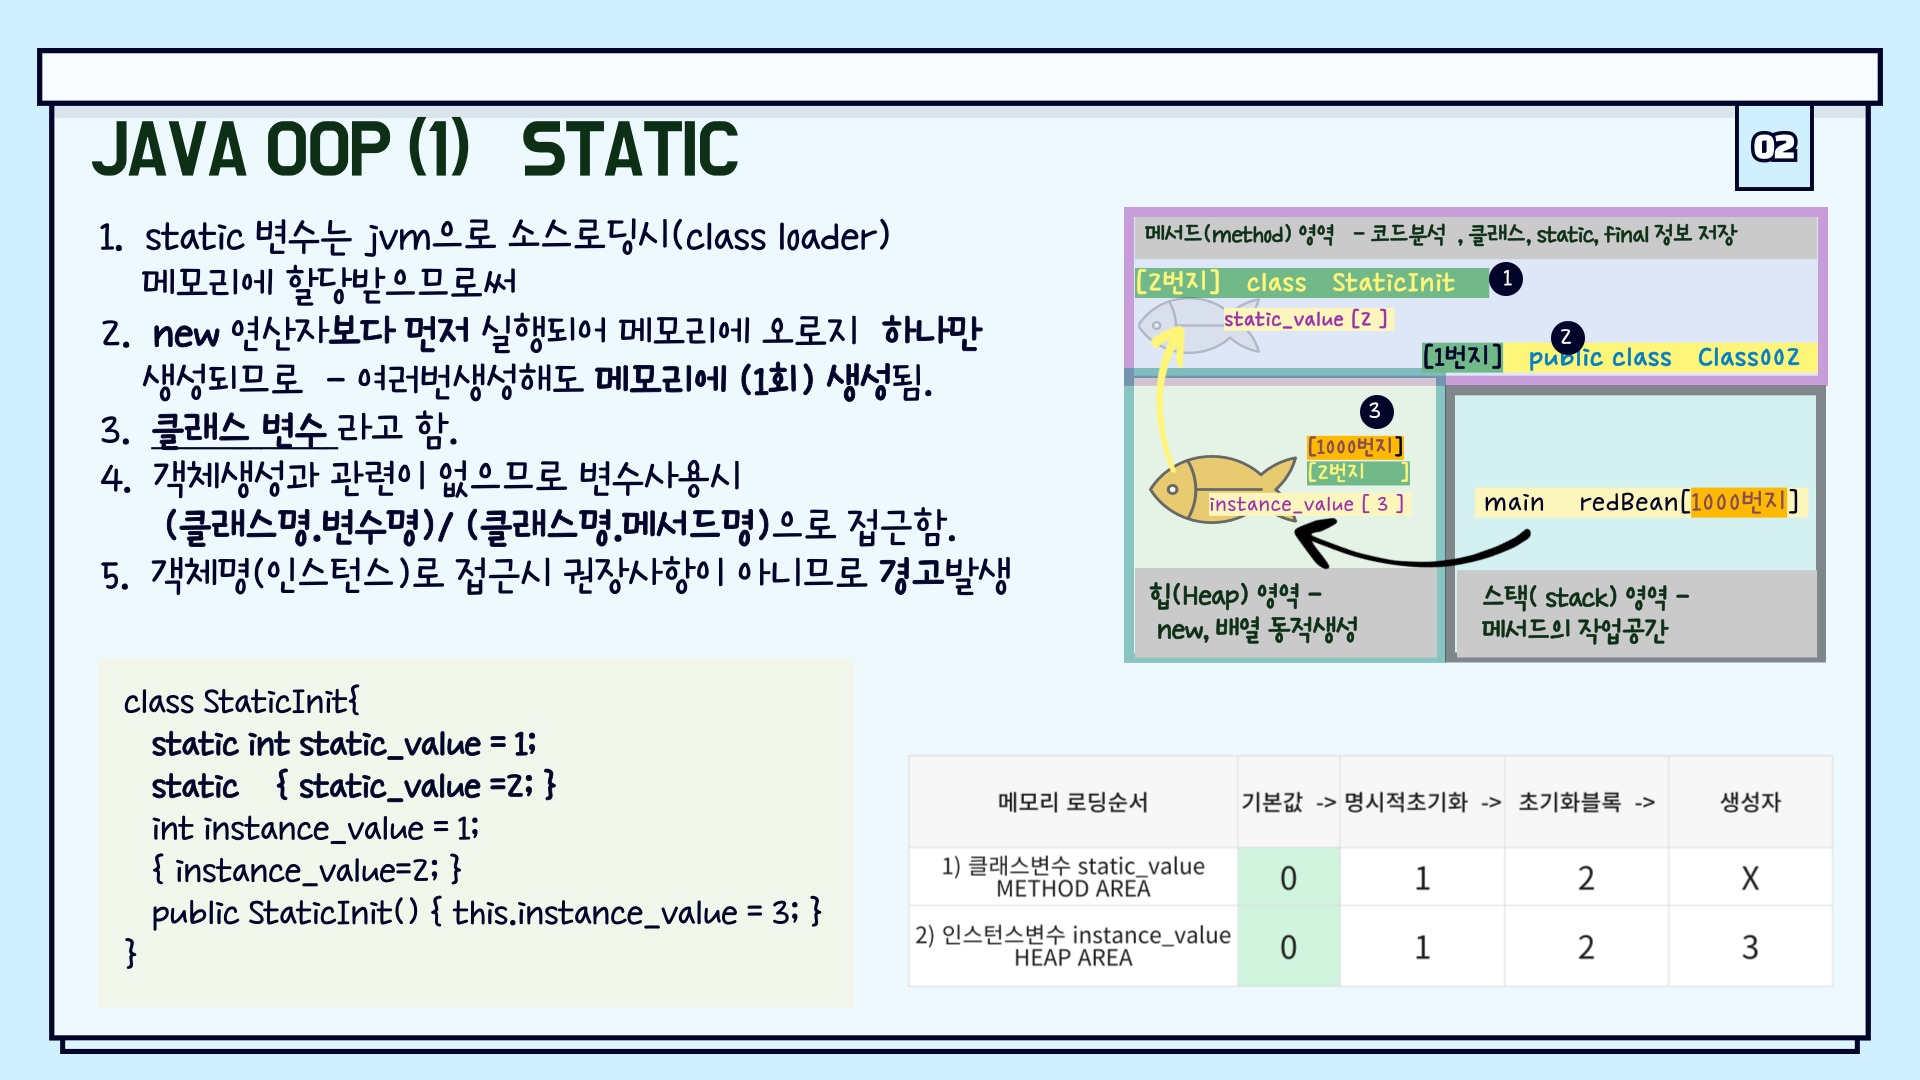 JAVA OOP (1) STATIC
02
1. static 변수는 jvm으로 소스로딩시(class loader)
메모리에 할당받으므로써
2. new 연산자보다 먼저 실행되어 메모리에 오로지 하나만
생성되므로 - 여러번생성해도 메모리에 (1회) 생성됨.
3. 클래스 변수 라고 함.
4. 객체생성과 관련이 없으므로 변수사용시
(클래스명.변수명)/ (클래스명.메서드명)으로 접근함.
5. 객체명(인스턴스)로 접근시 권장사항이 아니므로 경고발생
class StaticInit{
static int static_value = 1;
static { static_value =2; }
int instance_value = 1;
{ instance_value=2; }
public StaticInit() { this.instance_value = 3; }
}
메서드(method) 영역 - 코드분석 , 클래스, static, final 정보 저장
[2번지] class StaticInit 1
static_value [2 ]
2
[1번지] public class Class002
3
[1000번지]
[2번지 ]
instance_value [ 3 ]
main redBean[1000번지]
힙(Heap) 영역 -
new, 배열 동적생성
스택( stack) 영역 -
메서드의 작업공간
메모리 로딩순서 기본값 -> 명시적초기화 -> 초기화블록 -> 생성자
1) 클래스변수 static_value
METHOD AREA 0 1 2 X
2) 인스턴스변수 instance_value
HEAP AREA 0 1 2 3